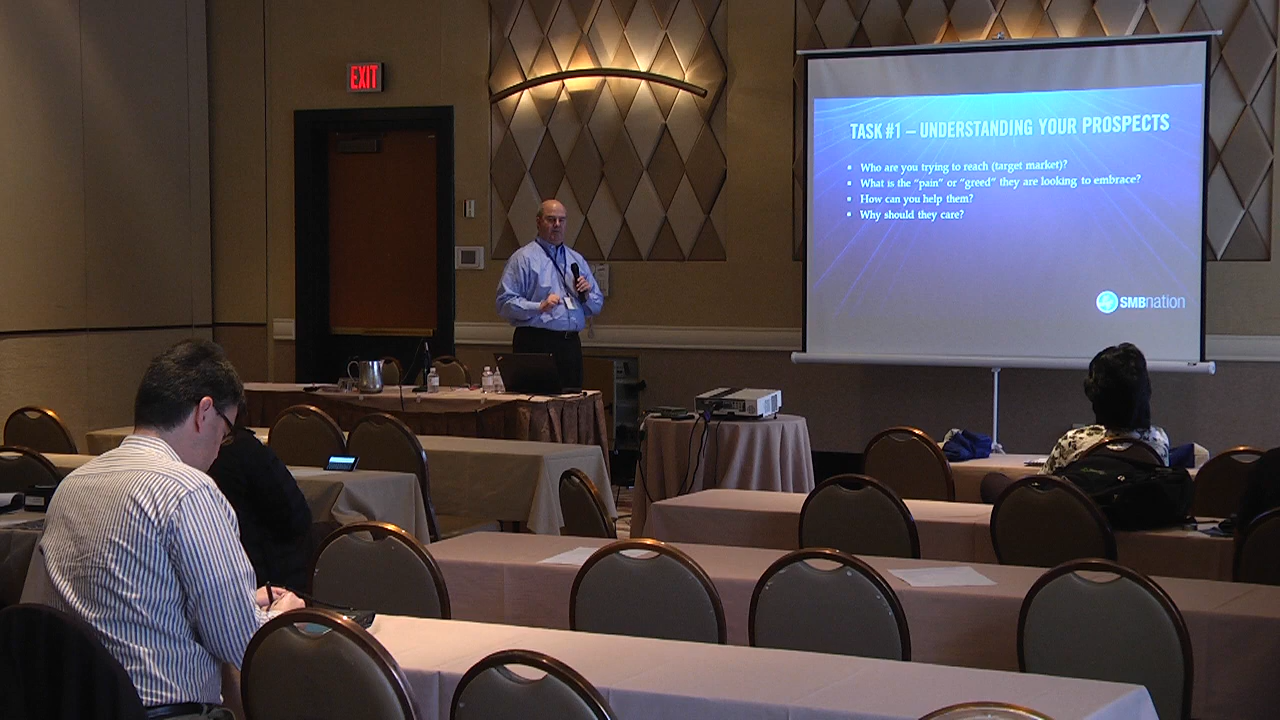 EXIT
TASK #1 – UNDERSTANDING YOUR PROSPECTS
▪ Who are you trying to reach (target market)?
▪ What is the “pain” or “greed” they are looking to embrace?
▪ How can you help them?
▪ Why should they care?
SMBnation